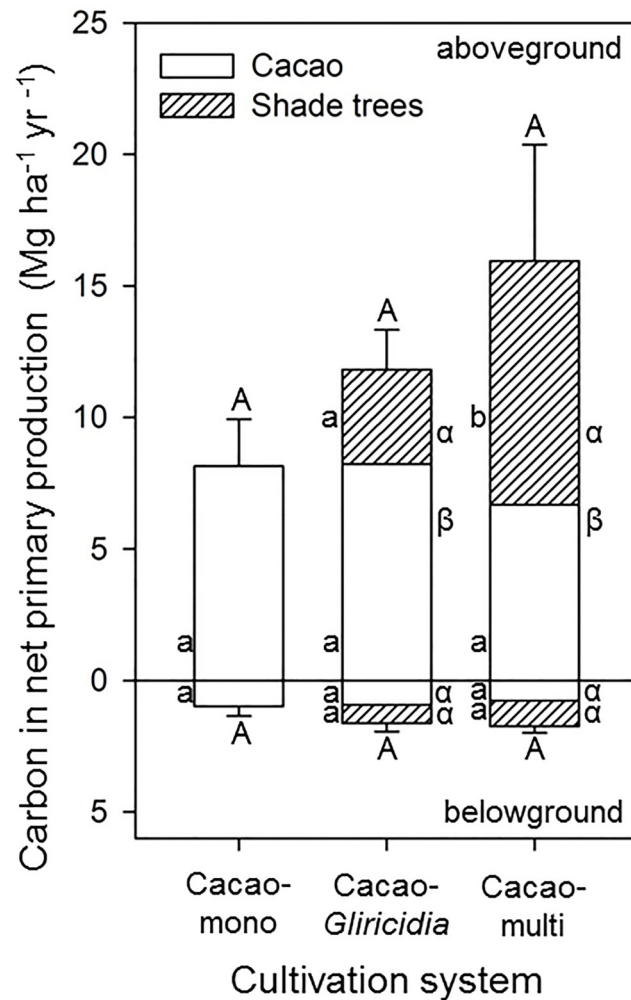 25
aboveground
Cacao
Shade trees
A
20
A
15
A
10
a
α
b
α
β
β
5
a
a
a
0
a
a
α
a
α
a
α
a
α
A
A
A
5
belowground
Carbon in net primary production (Mg ha⁻¹ yr ⁻¹)
Cacao-
mono
Cacao-
Gliricidia
Cacao-
multi
Cultivation system